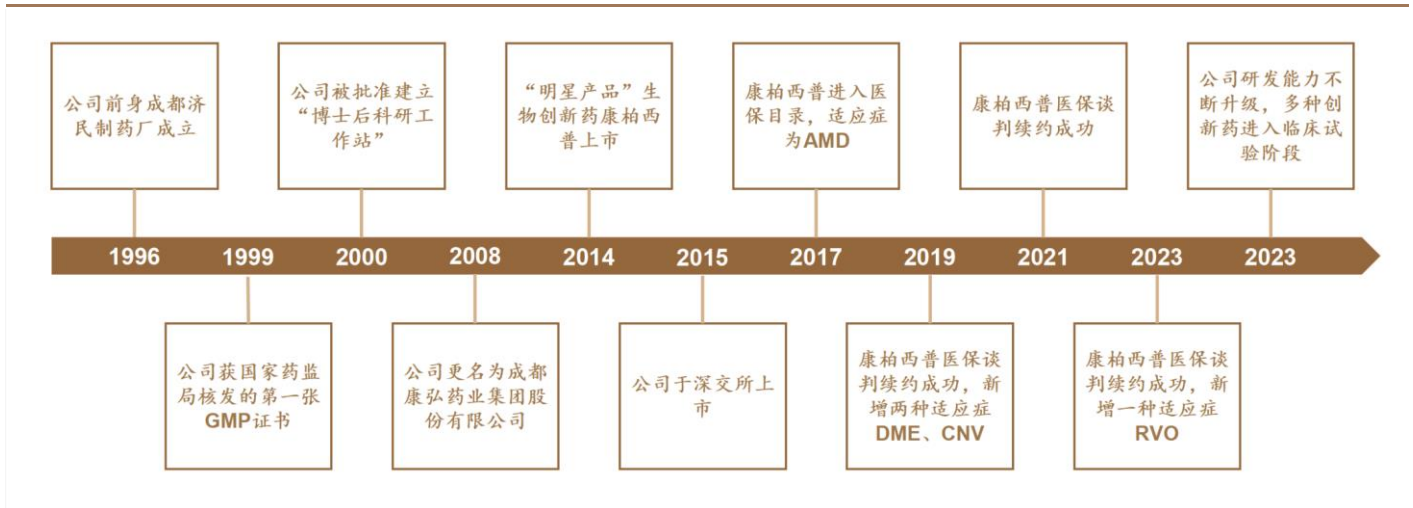 公司前身成都济
民制药厂成立
公司被批准建立
“博士后科研工
作站”
“明星产品”生
物创新药康柏西
普上市
康柏西普进入医
保目录，适应症
为AMD
康柏西普医保谈
判续约成功
公司研发能力不
断升级，多种创
新药进入临床试
验阶段
1996 1999 2000 2008 2014 2015 2017 2019 2021 2023 2023
公司获国家药监
局核发的第一张
GMP证书
公司更名为成都
康弘药业集团股
份有限公司
公司于深交所上
市
康柏西普医保谈
判续约成功，新
增两种适应症
DME、CNV
康柏西普医保谈
判续约成功，新
增一种适应症
RVO